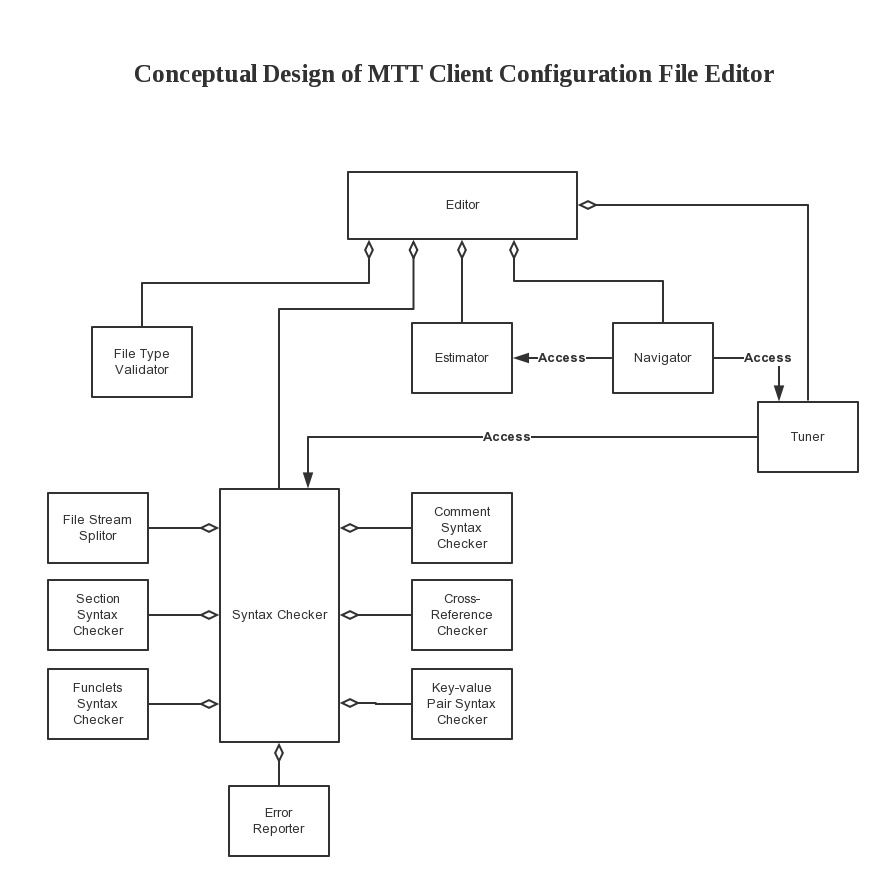 Conceptual Design of MTT Client Configuration File Editor
Editor
File Type
Validator
Estimator
Access
Navigator
Access
Tuner
Access
File Stream
Splitor
Comment
Syntax
Checker
Section
Syntax
Checker
Syntax Checker
Cross-
Reference
Checker
Funclets
Syntax
Checker
Key-value
Pair Syntax
Checker
Error
Reporter